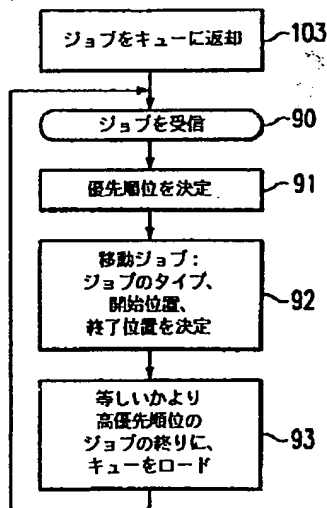 ジョブをキューに返却
103
ジョブを受信
90
優先順位を決定
91
移動ジョブ:
ジョブのタイプ、
開始位置、
終了位置を決定
92
等しいかより
高優先順位の
ジョブの終りに、
キューをロード
93